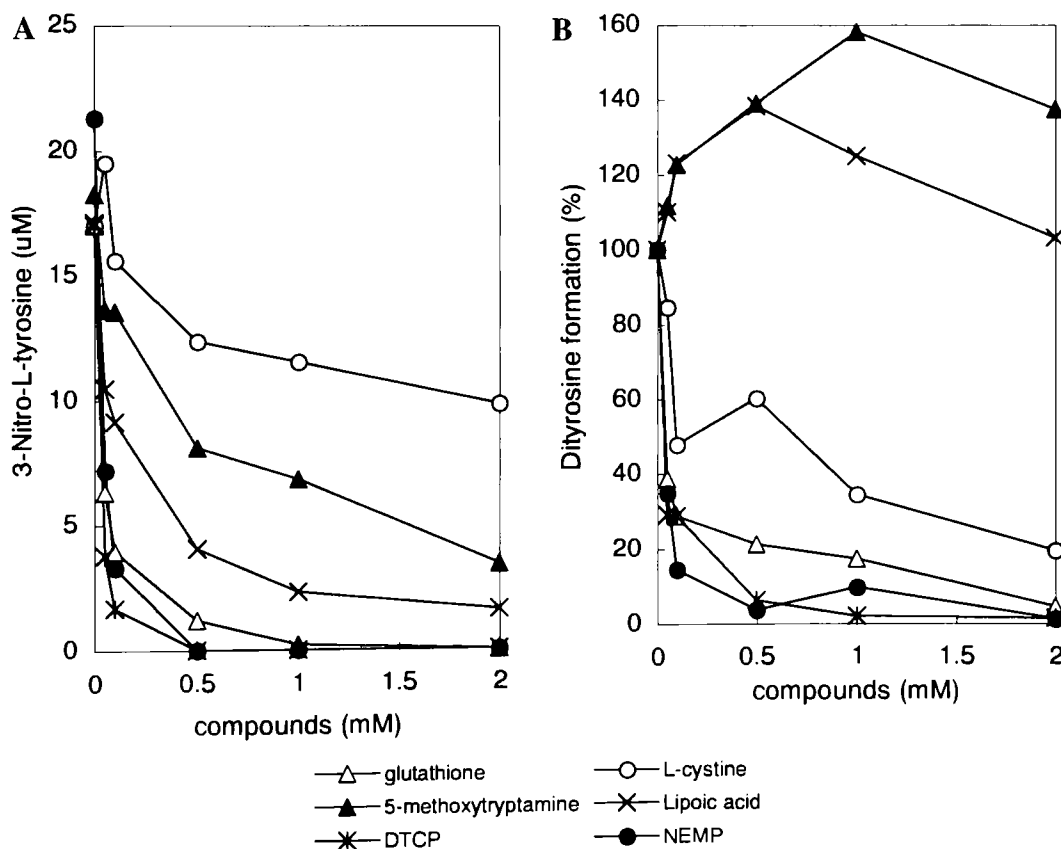 A
25
20
15
10
5
0
3-Nitro-L-tyrosine (uM)
0 0.5 1 1.5 2
compounds (mM)
B
160
140
120
100
80
60
40
20
0
Dityrosine formation (%)
0 0.5 1 1.5 2
compounds (mM)
glutathione
L-cystine
5-methoxytryptamine
Lipoic acid
DTCP
NEMP